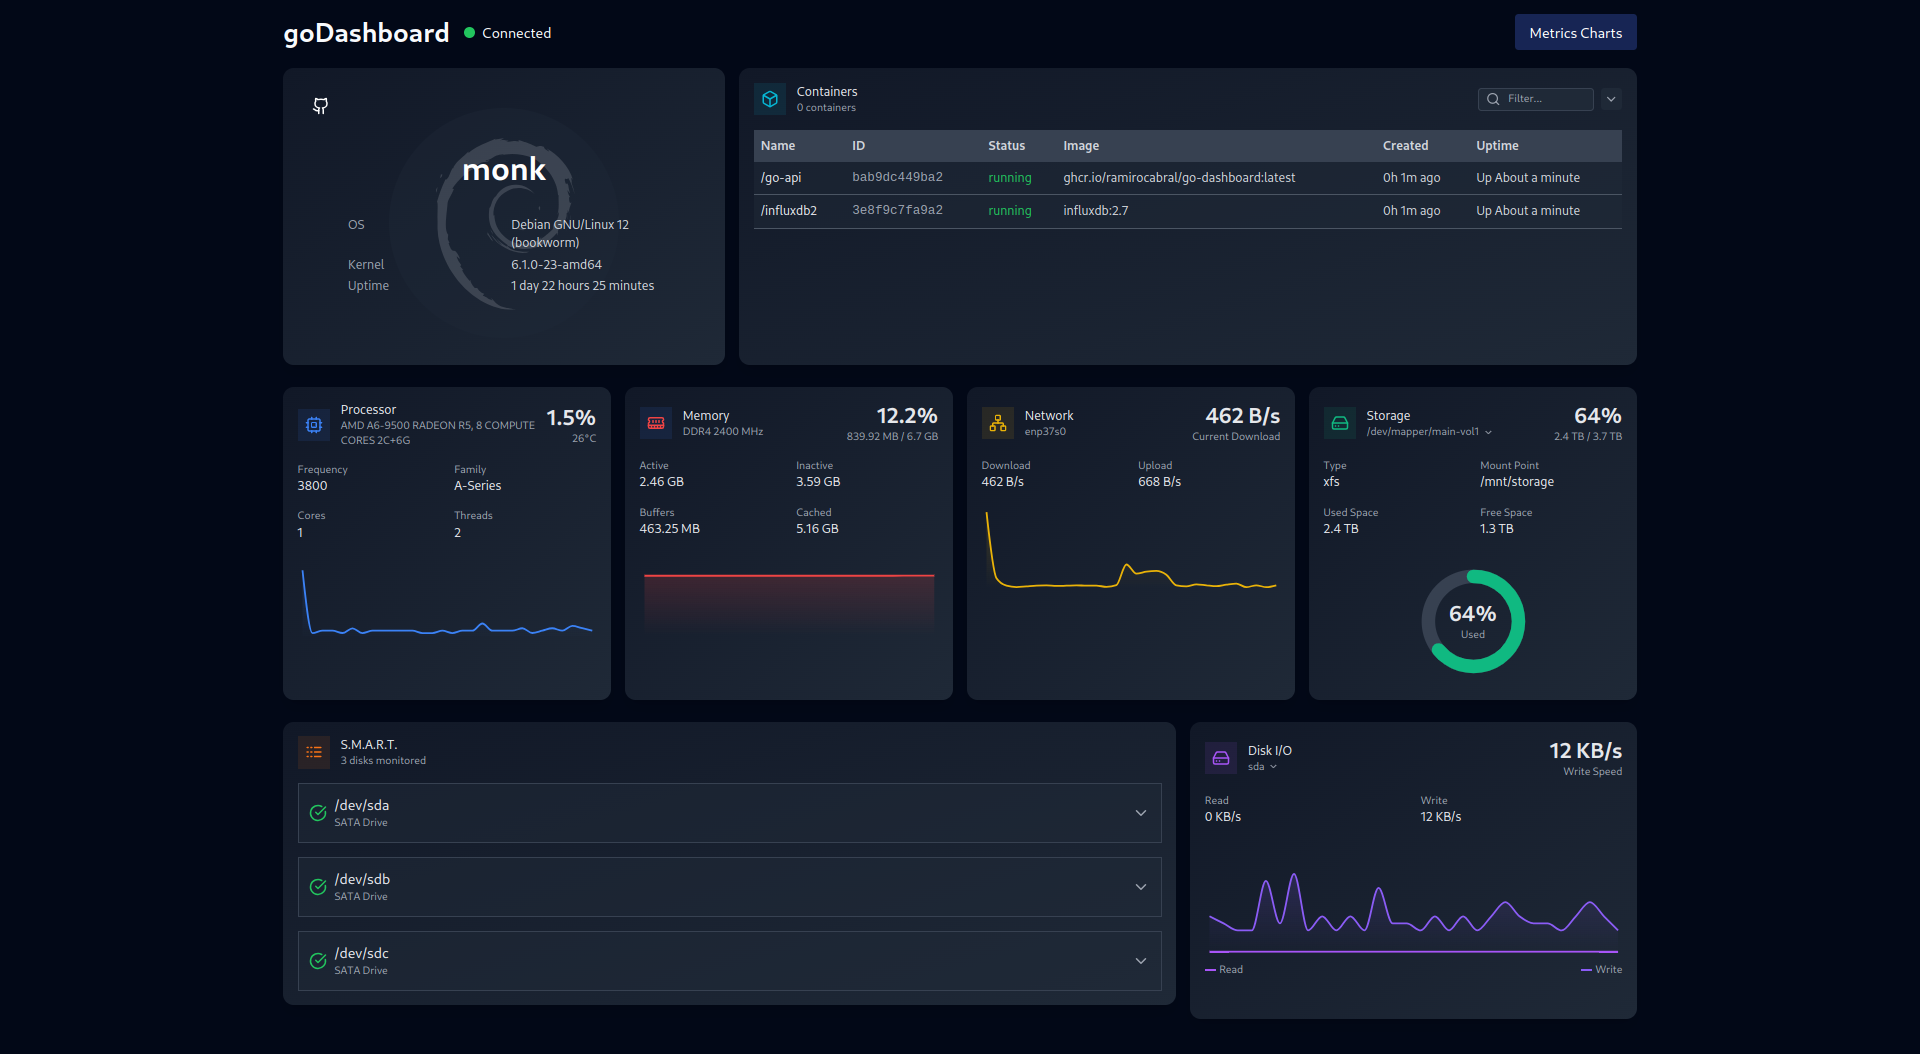 goDashboard
Connected
Metrics Charts
monk
OS
Debian GNU/Linux 12
(bookworm)
Kernel
6.1.0-23-amd64
Uptime
1 day 22 hours 25 minutes
Containers
0 containers
Filter...
Name ID Status Image Created Uptime
/go-api bab9dc449ba2 running ghcr.io/ramirocabral/go-dashboard:latest 0h 1m ago Up About a minute
/influxdb2 3e8f9c7fa9a2 running influxdb:2.7 0h 1m ago Up About a minute
Processor
AMD A6-9500 RADEON R5, 8 COMPUTE
CORES 2C+6G
1.5%
26°C
Frequency Family
3800 A-Series
Cores Threads
1 2
Memory
DDR4 2400 MHz
12.2%
839.92 MB / 6.7 GB
Active Inactive
2.46 GB 3.59 GB
Buffers Cached
463.25 MB 5.16 GB
Network
enp37s0
462 B/s
Current Download
Download Upload
462 B/s 668 B/s
Storage
/dev/mapper/main-vol1
64%
2.4 TB / 3.7 TB
Type Mount Point
xfs /mnt/storage
Used Space Free Space
2.4 TB 1.3 TB
64%
Used
S.M.A.R.T.
3 disks monitored
/dev/sda
SATA Drive
/dev/sdb
SATA Drive
/dev/sdc
SATA Drive
Disk I/O
sda
12 KB/s
Write Speed
Read Write
0 KB/s 12 KB/s
Read Write